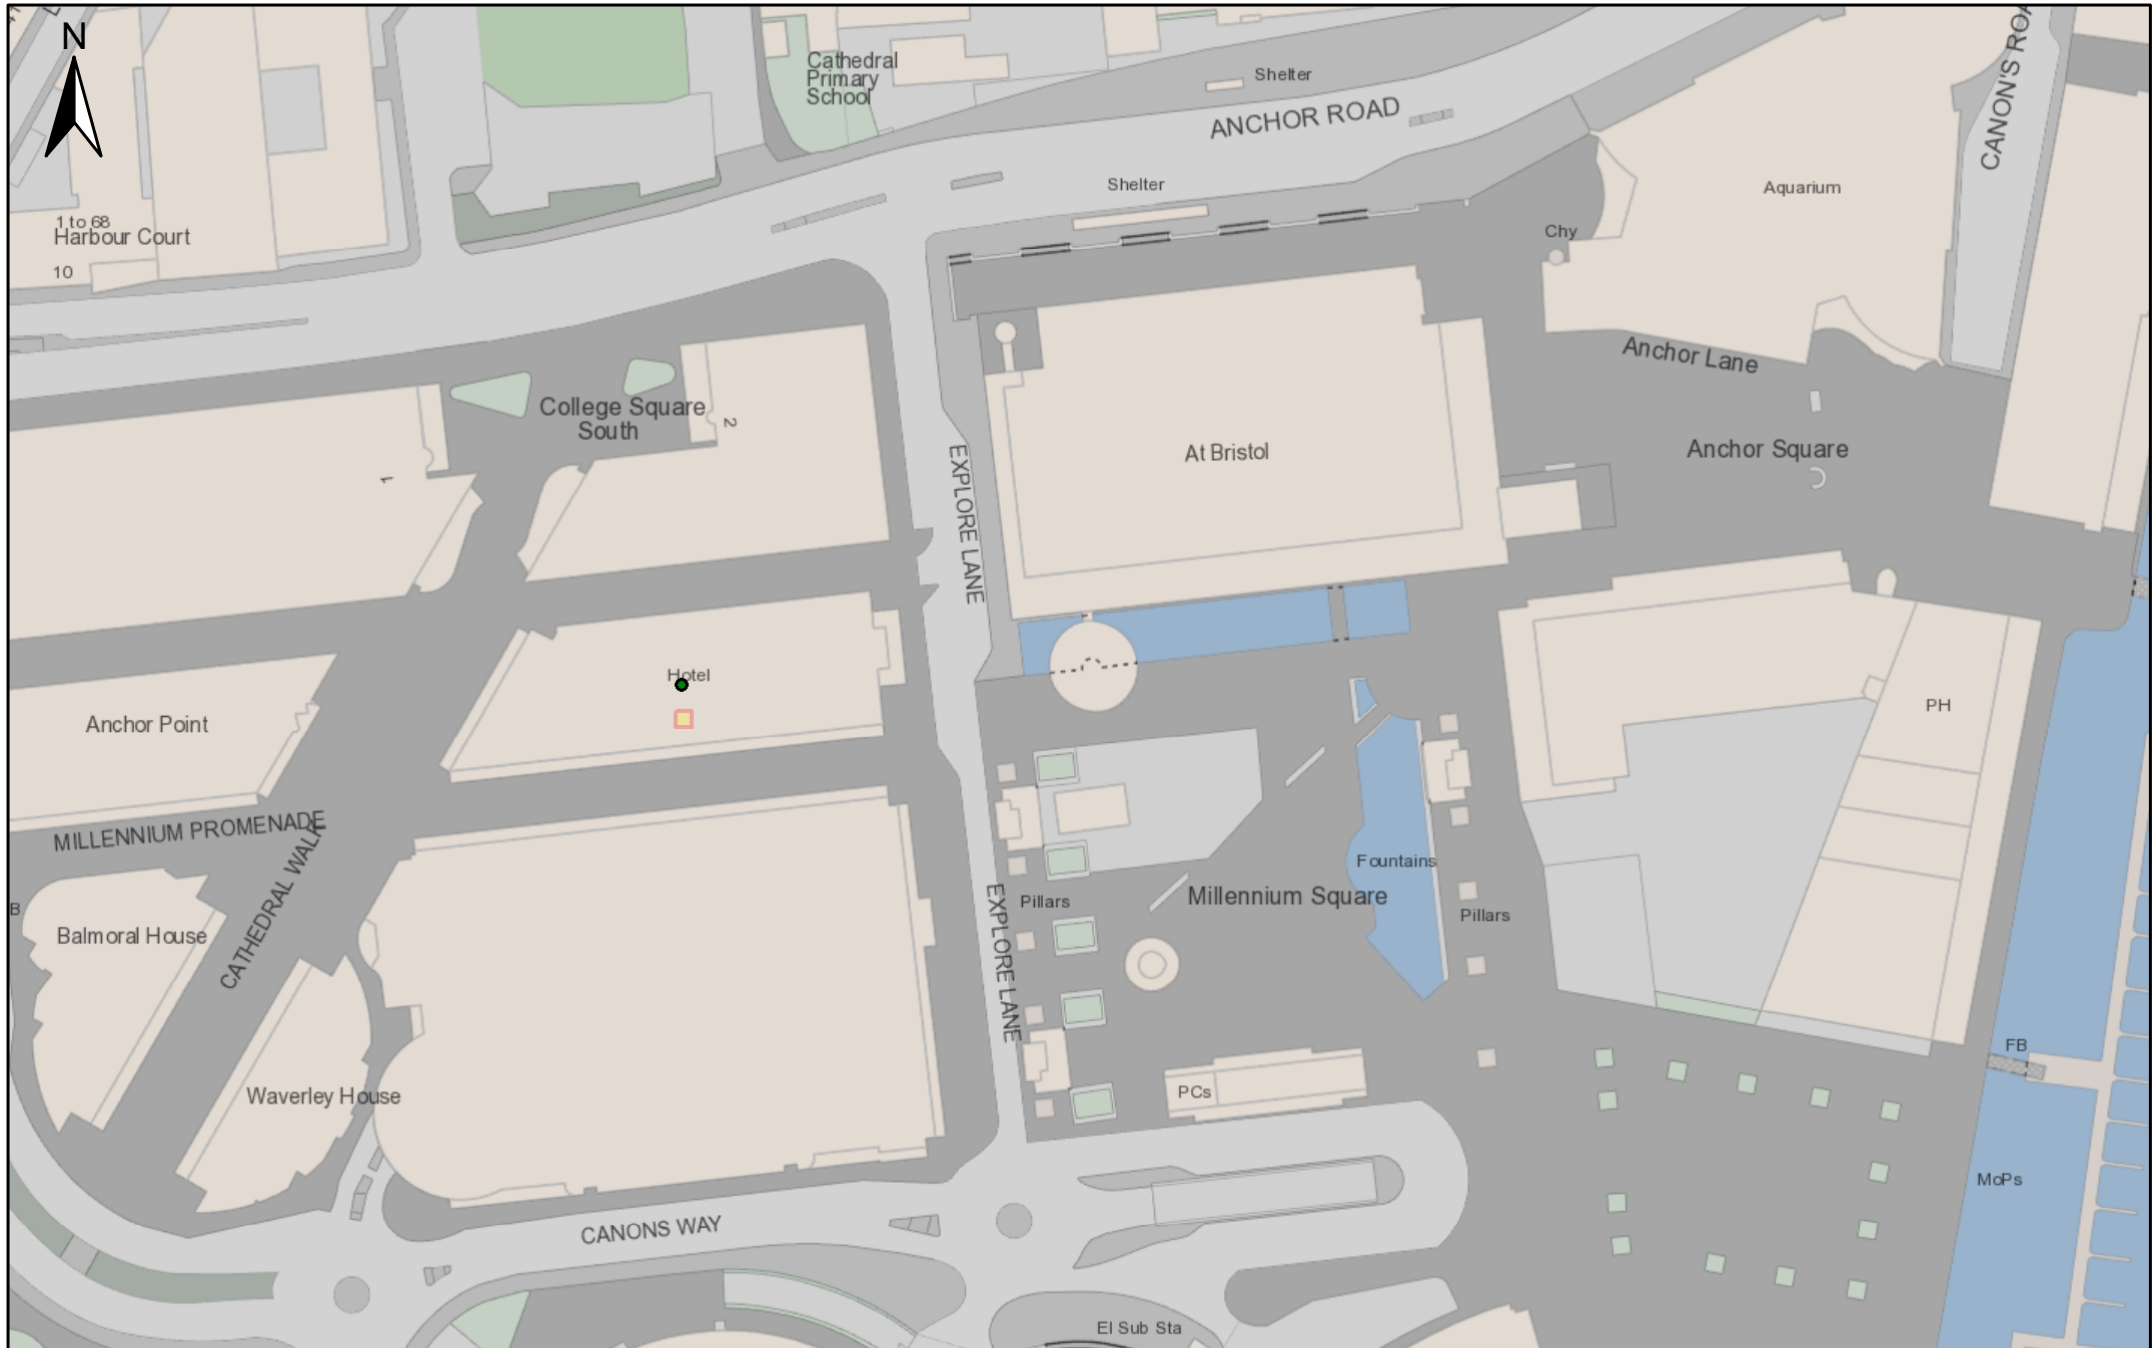 N
Cathedral
Primary
School
Shelter
ANCHOR ROAD
CANON'S ROA
Shelter
Aquarium
1 to 68
Harbour Court
10
Chy
Anchor Lane
College Square
South
2
1
At Bristol
Anchor Square
EXPLORE LANE
Hotel
Anchor Point
PH
MILLENNIUM PROMENADE
CATHEDRAL WALK
Fountains
Millennium Square
Pillars
Pillars
B
Balmoral House
EXPLORE LANE
FB
Waverley House
PCs
MoPs
CANONS WAY
El Sub Sta